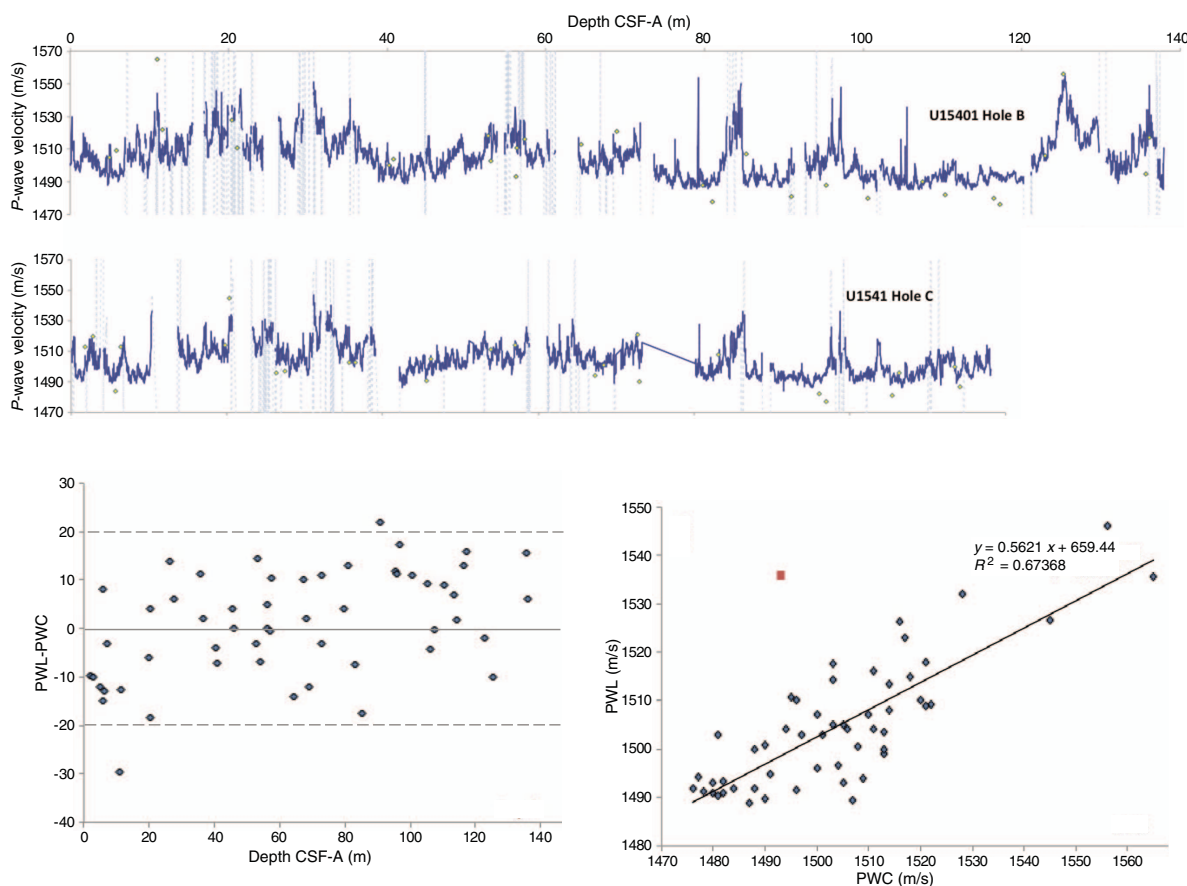 Depth CSF-A (m)
0 20 40 60 80 100 120 140
1570
1550
1530
1510
1490
1470
P-wave velocity (m/s)
U15401 Hole B
1570
1550
1530
1510
1490
1470
P-wave velocity (m/s)
U1541 Hole C
30
20
10
0
-10
-20
-30
-40
PWL-PWC
0 20 40 60 80 100 120 140
Depth CSF-A (m)
1550
1540
1530
1520
1510
1500
1490
1480
PWL (m/s)
y = 0.5621 x + 659.44
R² = 0.67368
1470 1480 1490 1500 1510 1520 1530 1540 1550 1560
PWC (m/s)